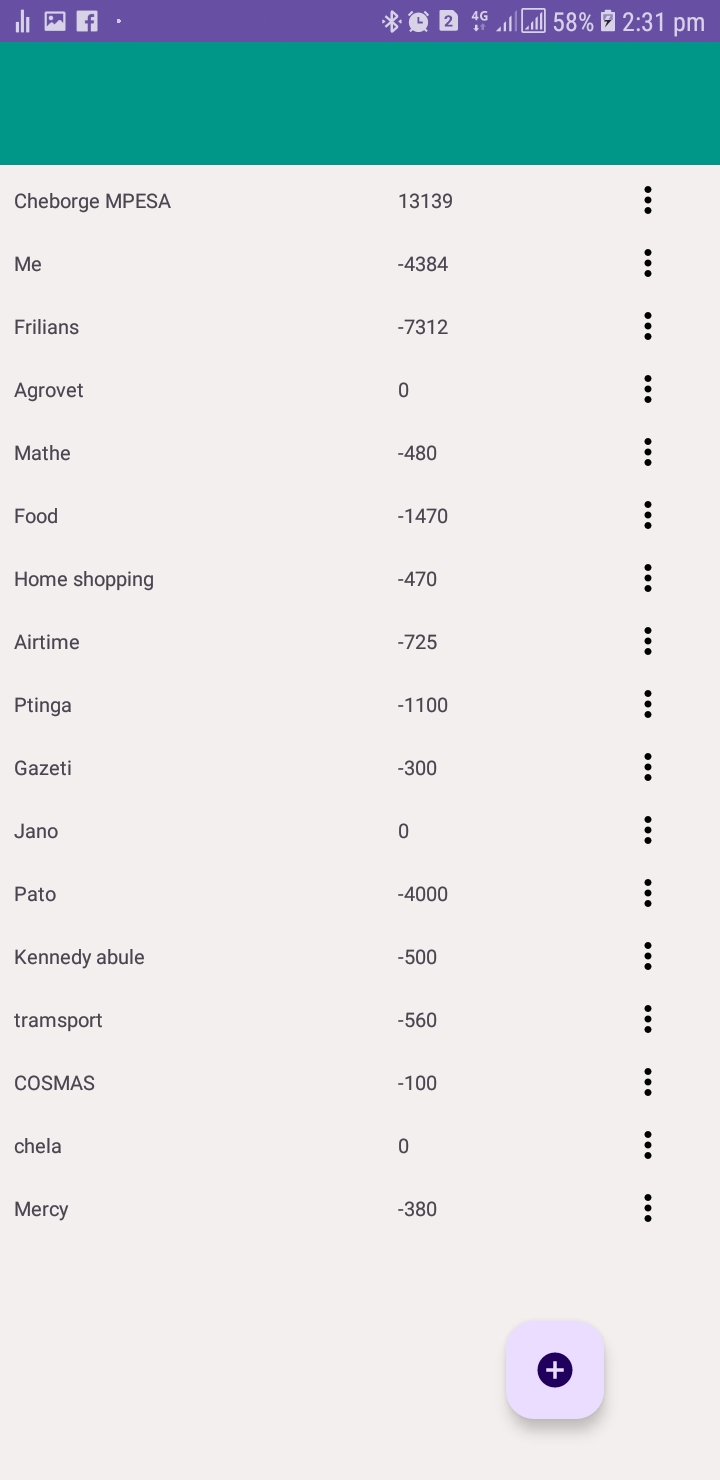 2 4G 58% 2:31 pm
Cheborge MPESA 13139
Me -4384
Frilians -7312
Agrovet 0
Mathe -480
Food -1470
Home shopping -470
Airtime -725
Ptinga -1100
Gazeti -300
Jano 0
Pato -4000
Kennedy abule -500
tramsport -560
COSMAS -100
chela 0
Mercy -380